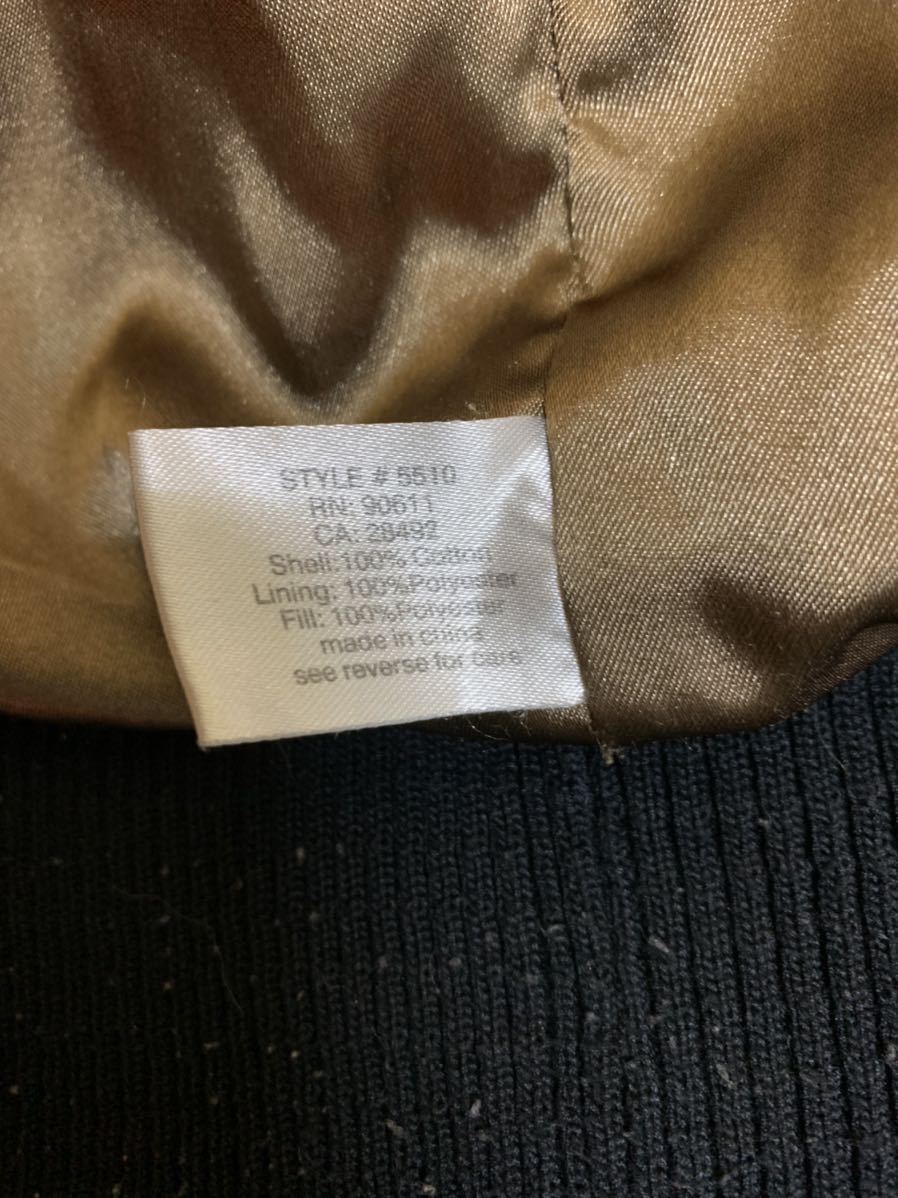 STYLE # 5510
RN: 90611
CA: 28492
Shell:100% Cotton
Lining: 100%Polyester
Fill: 100%Polyester
made in china
see reverse for care